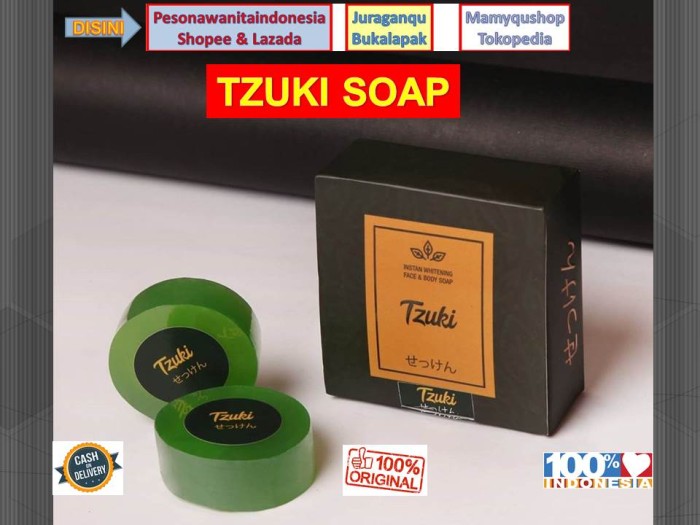 DISINI
Pesonawanitaindonesia
Shopee & Lazada
Juraganqu
Bukalapak
Mamyqushop
Tokopedia
TZUKI SOAP
INSTAN WHITENING
FACE & BODY SOAP
Tzuki
せっけん
Tzuki
せっけん
Tzuki
せっけん
Tzuki
せっけん
CASH
ON
DELIVERY
100%
ORIGINAL
100%
INDONESIA